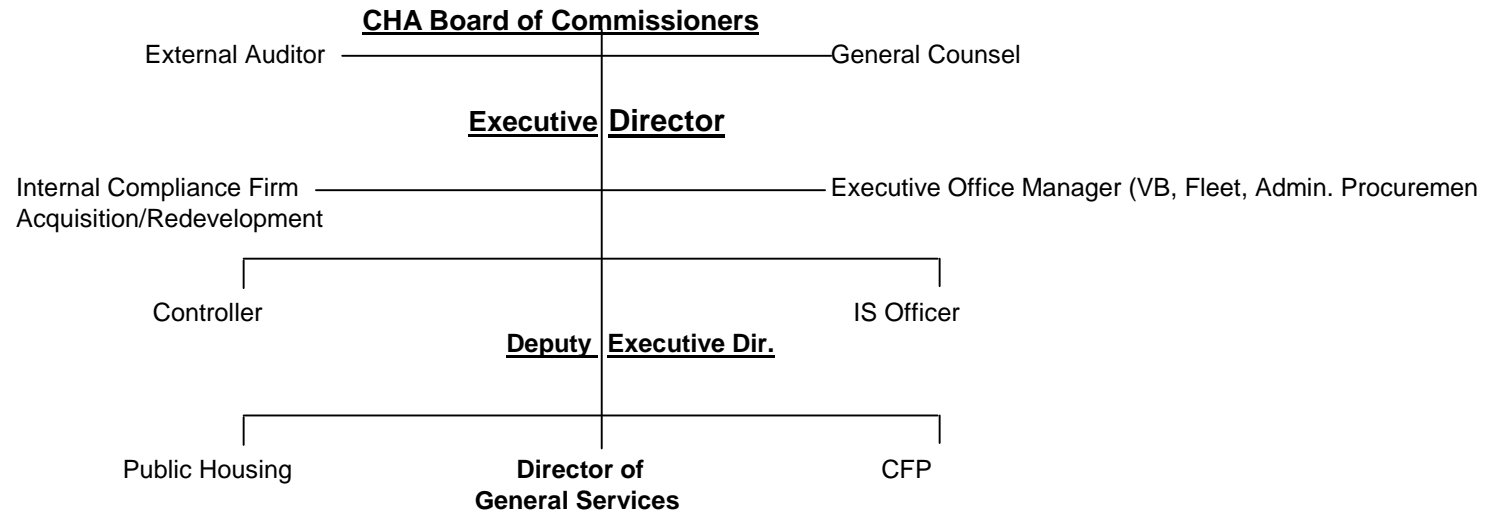 CHA Board of Commissioners
External Auditor
General Counsel
Executive Director
Internal Compliance Firm
Acquisition/Redevelopment
Executive Office Manager (VB, Fleet, Admin. Procuremen
Controller
IS Officer
Deputy Executive Dir.
Public Housing
Director of
General Services
CFP